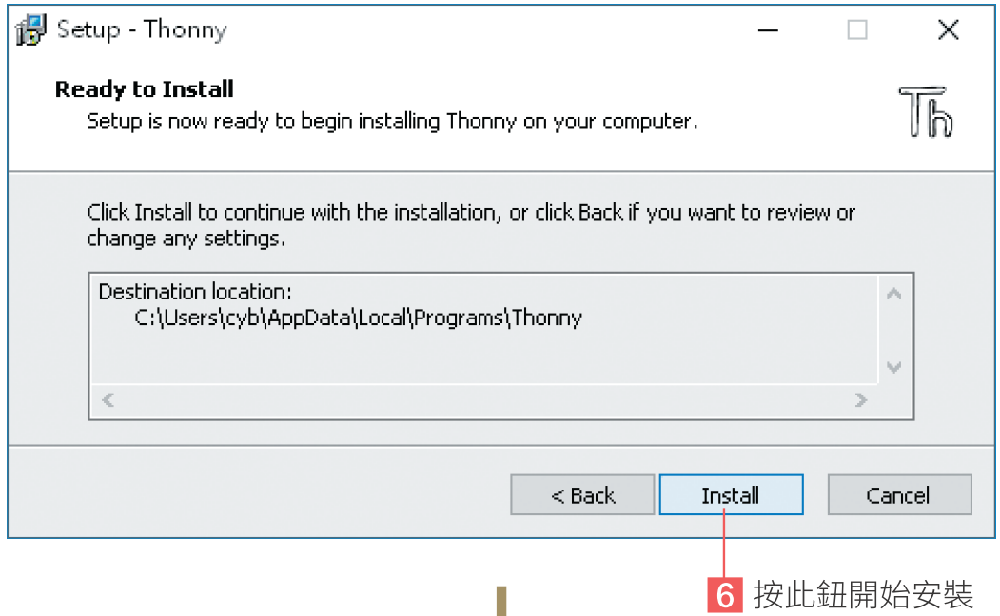 Setup - Thonny
Ready to Install
Setup is now ready to begin installing Thonny on your computer.
Th
Click Install to continue with the installation, or click Back if you want to review or
change any settings.
Destination location:
C:\Users\cyb\AppData\Local\Programs\Thonny
< Back
Install
Cancel
6 按此鈕開始安裝